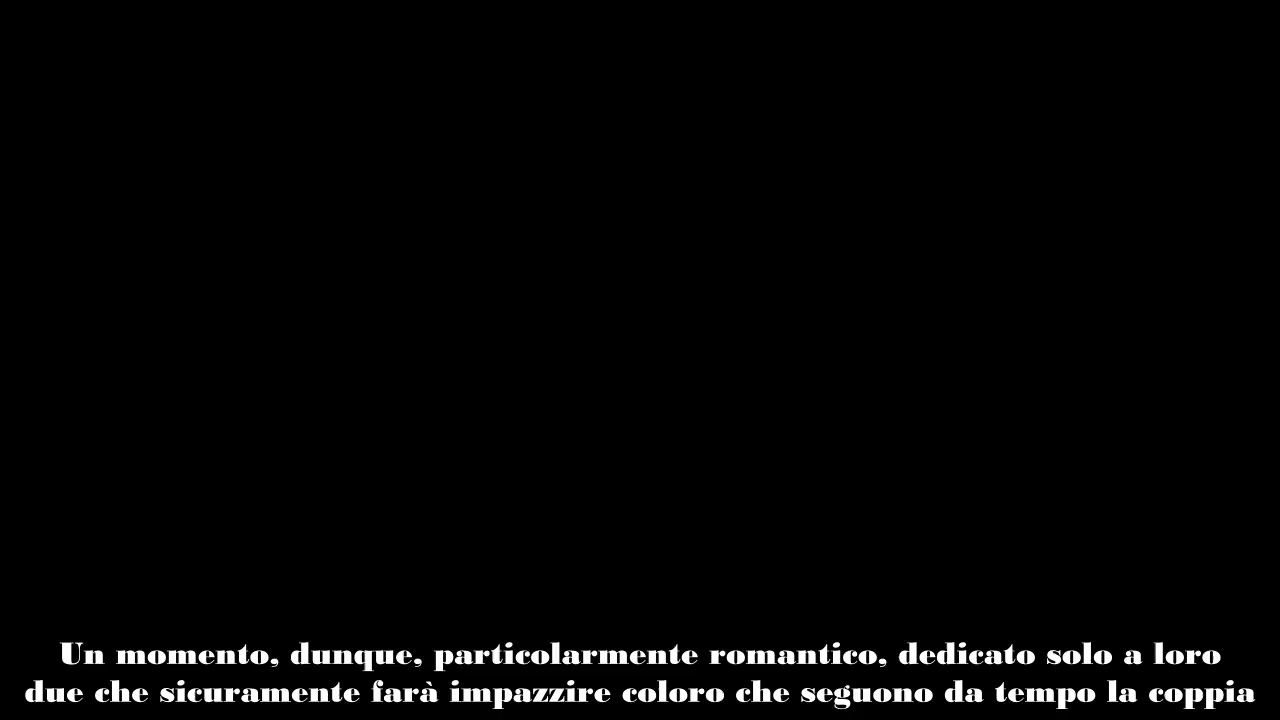 Un momento, dunque, particolarmente romantico, dedicato solo a loro
due che sicuramente farà impazzire coloro che seguono da tempo la coppia